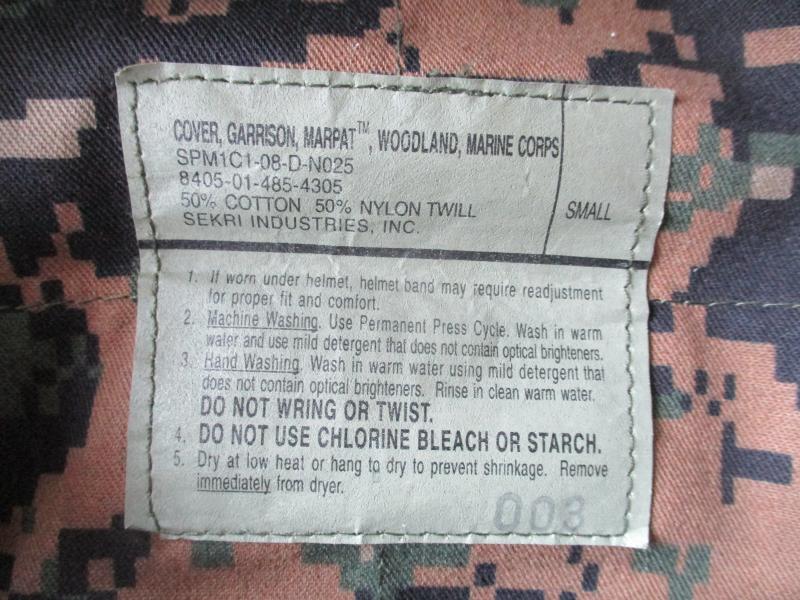 COVER, GARRISON, MARPAT™, WOODLAND, MARINE CORPS
SPM1C1-08-D-N025
8405-01-485-4305
50% COTTON 50% NYLON TWILL
SEKRI INDUSTRIES, INC.
SMALL
1. If worn under helmet, helmet band may require readjustment
for proper fit and comfort.
2. Machine Washing. Use Permanent Press Cycle. Wash in warm
water and use mild detergent that does not contain optical brighteners.
3. Hand Washing. Wash in warm water using mild detergent that
does not contain optical brighteners. Rinse in clean warm water.
DO NOT WRING OR TWIST.
4. DO NOT USE CHLORINE BLEACH OR STARCH.
5. Dry at low heat or hang to dry to prevent shrinkage. Remove
immediately from dryer.
003